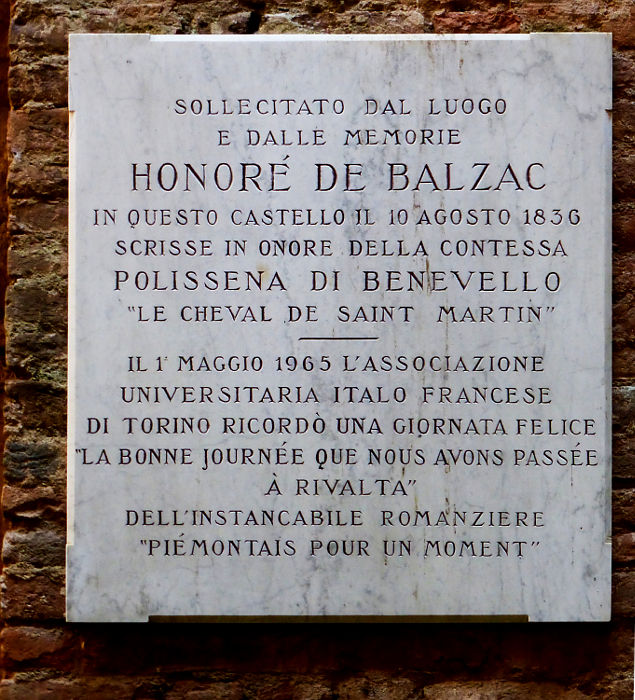 SOLLECITATO DAL LUOGO
E DALLE MEMORIE
HONORÉ DE BALZAC
IN QUESTO CASTELLO IL 10 AGOSTO 1836
SCRISSE IN ONORE DELLA CONTESSA
POLISSENA DI BENEVELLO
"LE CHEVAL DE SAINT MARTIN"
IL 1° MAGGIO 1965 L'ASSOCIAZIONE
UNIVERSITARIA ITALO FRANCESE
DI TORINO RICORDÒ UNA GIORNATA FELICE
"LA BONNE JOURNÉE QUE NOUS AVONS PASSÉE
À RIVALTA"
DELL'INSTANCABILE ROMANZIERE
"PIÉMONTAIS POUR UN MOMENT"